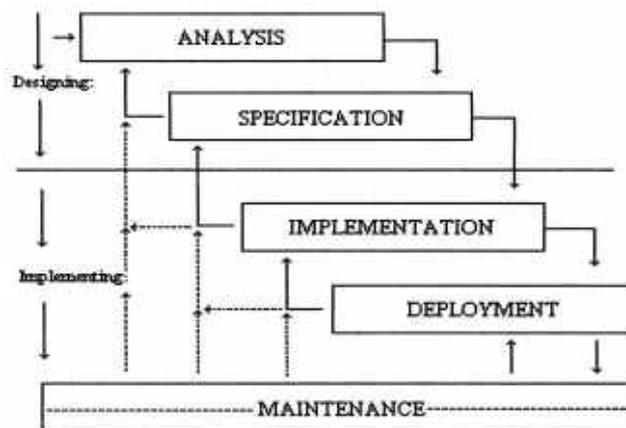 ANALYSIS
Designing:
SPECIFICATION
IMPLEMENTATION
Implementing:
DEPLOYMENT
MAINTENANCE